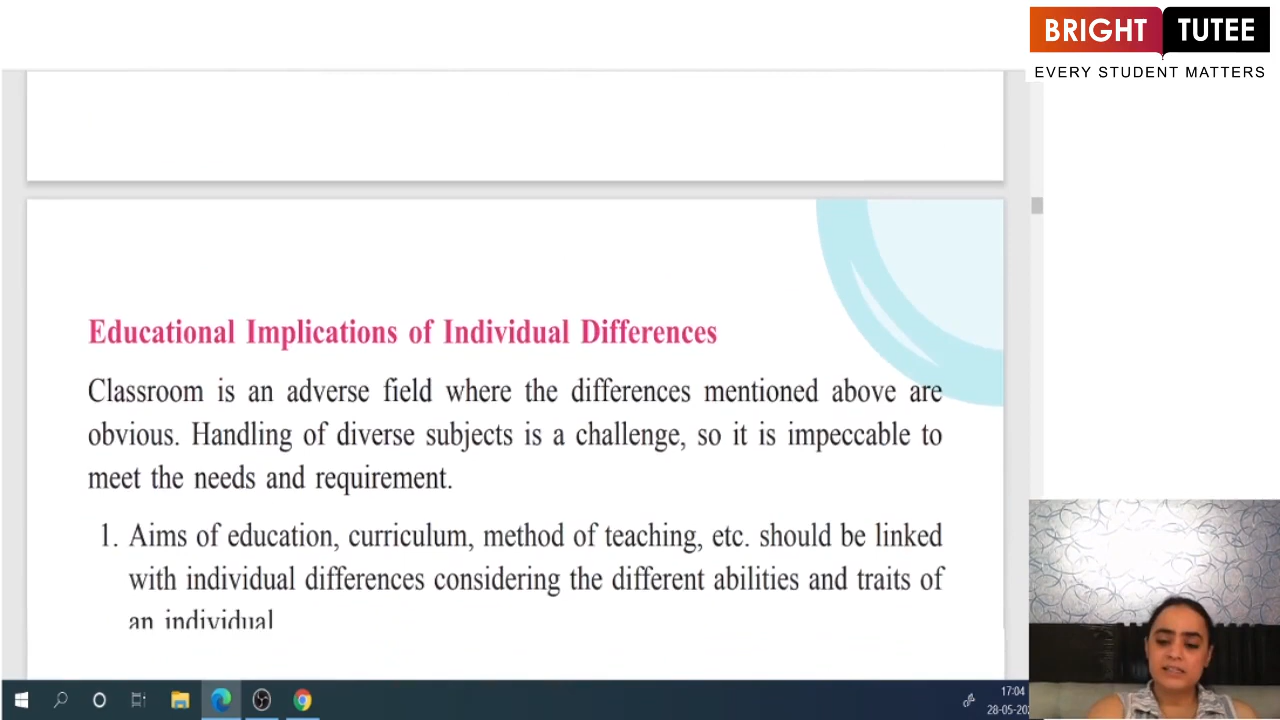 BRIGHT TUTEE
EVERY STUDENT MATTERS
Educational Implications of Individual Differences
Classroom is an adverse field where the differences mentioned above are
obvious. Handling of diverse subjects is a challenge, so it is impeccable to
meet the needs and requirement.
1. Aims of education, curriculum, method of teaching, etc. should be linked
with individual differences considering the different abilities and traits of
an individual
17:04
28-05-20